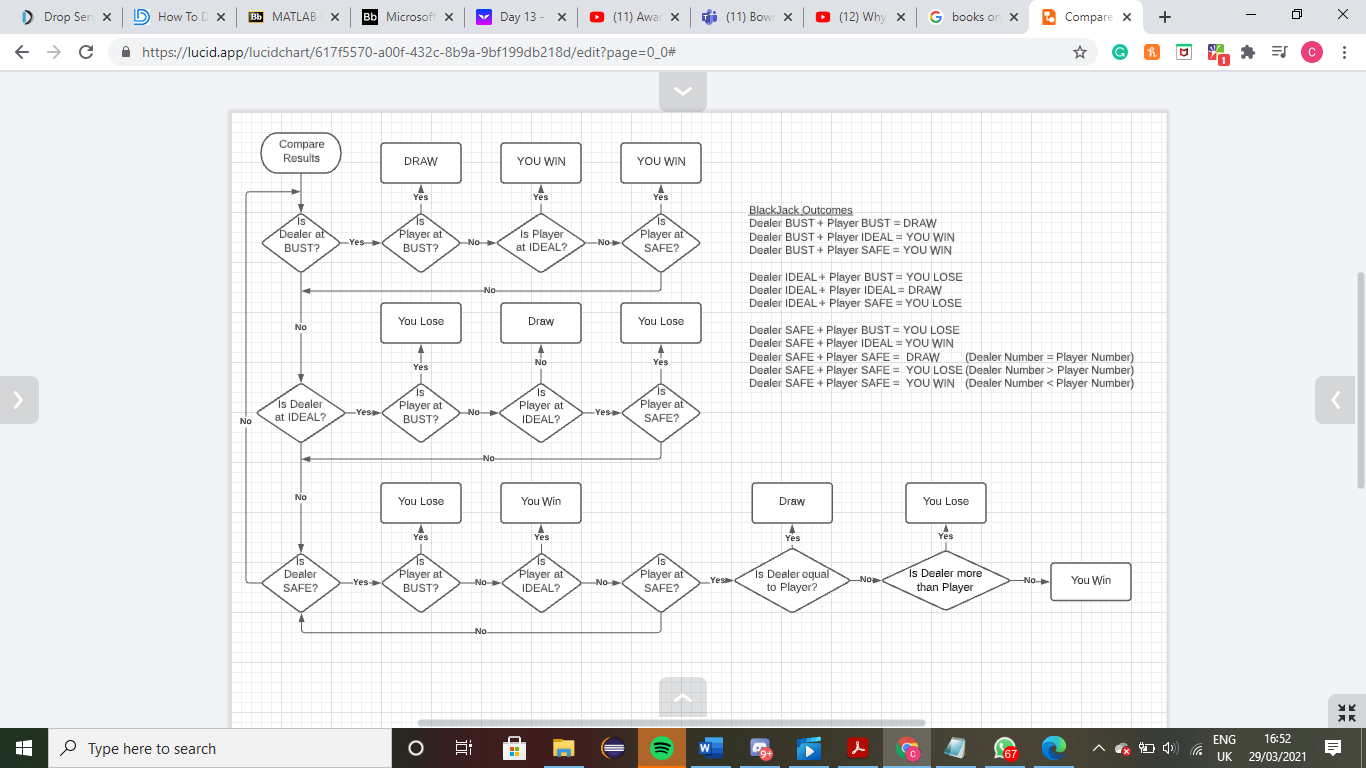 Drop Ser
How To D
Bb
MATLAB
Bb
Microsoft
Day 13 -
(11) Awa
(11) Bow
(12) Why
G
books on
Compare
https://lucid.app/lucidchart/617f5570-a00f-432c-8b9a-9bf199db218d/edit?page=0_0#
1
C
Compare
Results
DRAW
YOU WIN
YOU WIN
Yes
Yes
Yes
Is
Dealer at
BUST?
Yes
Is
Player at
BUST?
No
Is Player
at IDEAL?
No
Is
Player at
SAFE?
No
No
BlackJack Outcomes
Dealer BUST + Player BUST = DRAW
Dealer BUST + Player IDEAL = YOU WIN
Dealer BUST + Player SAFE = YOU WIN
Dealer IDEAL + Player BUST = YOU LOSE
Dealer IDEAL + Player IDEAL = DRAW
Dealer IDEAL + Player SAFE = YOU LOSE
Dealer SAFE + Player BUST = YOU LOSE
Dealer SAFE + Player IDEAL = YOU WIN
Dealer SAFE + Player SAFE = DRAW (Dealer Number = Player Number)
Dealer SAFE + Player SAFE = YOU LOSE (Dealer Number > Player Number)
Dealer SAFE + Player SAFE = YOU WIN (Dealer Number < Player Number)
You Lose
Draw
You Lose
Yes
No
Yes
Is Dealer
at IDEAL?
Yes
Is
Player at
BUST?
No
Is
Player at
IDEAL?
Yes
Is
Player at
SAFE?
No
No
No
You Lose
You Win
Draw
You Lose
Yes
Yes
Yes
Yes
Is
Dealer
SAFE?
Yes
Is
Player at
BUST?
No
Is
Player at
IDEAL?
No
Is
Player at
SAFE?
Yes
Is Dealer equal
to Player?
No
Is Dealer more
than Player
No
You Win
No
Type here to search
9+
C
67
ENG
UK
16:52
29/03/2021